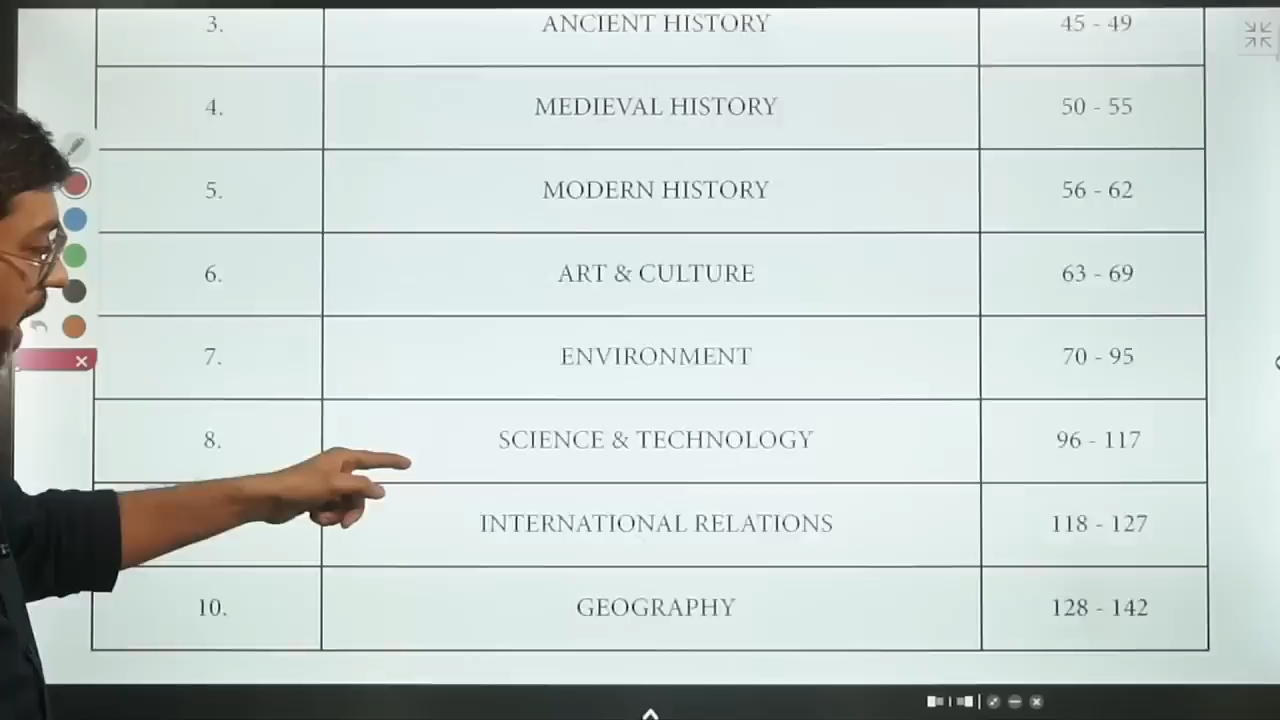 3. ANCIENT HISTORY 45 - 49
4. MEDIEVAL HISTORY 50 - 55
5. MODERN HISTORY 56 - 62
6. ART & CULTURE 63 - 69
7. ENVIRONMENT 70 - 95
8. SCIENCE & TECHNOLOGY 96 - 117
INTERNATIONAL RELATIONS 118 - 127
10. GEOGRAPHY 128 - 142